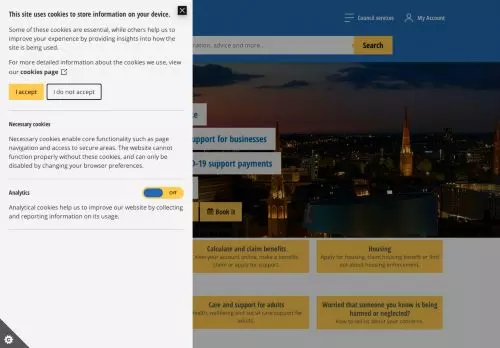 This site uses cookies to store information on your device.
Some of these cookies are essential, while others help us to
improve your experience by providing insights into how the
site is being used.
For more detailed information about the cookies we use, view
our cookies page
I accept
I do not accept
Necessary cookies
Necessary cookies enable core functionality such as page
navigation and access to secure areas. The website cannot
function properly without these cookies, and can only be
disabled by changing your browser preferences.
Analytics
Off
Analytical cookies help us to improve our website by collecting
and reporting information on its usage.
Council services
My Account
advice and more...
Search
support for businesses
D-19 support payments
Book it
Calculate and claim benefits
view your account online, make a benefits
claim or apply for support.
Housing
Apply for housing, claim housing benefit or find
out about housing enforcement.
Care and support for adults
health, wellbeing and social care support for
adults.
Worried that someone you know is being
harmed or neglected?
How to tell us about your concerns.